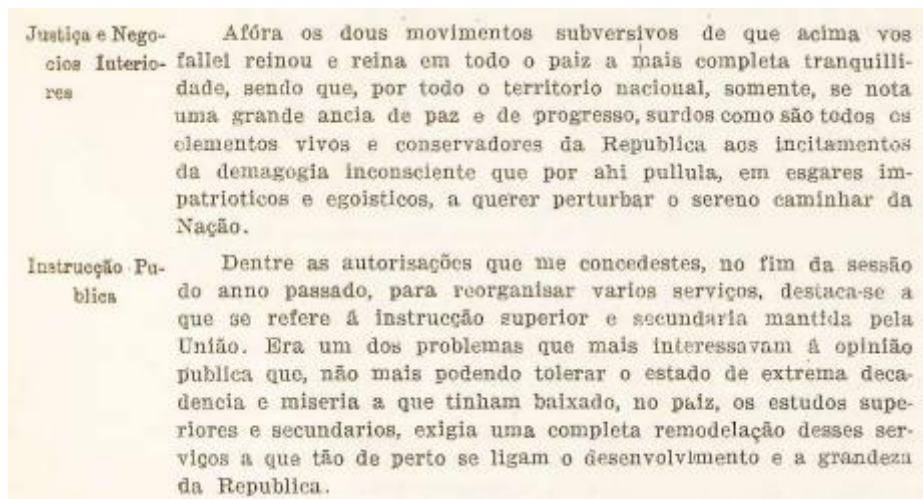 Justiça e Nego-
cios Interio-
res
Afóra os dous movimentos subversivos de que acima vos
fallei reinou e reina em todo o paiz a mais completa tranquilli-
dade, sendo que, por todo o territorio nacional, somente, se nota
uma grande ancia de paz e de progresso, surdos como são todos os
elementos vivos e conservadores da Republica aos incitamentos
da demagogia inconsciente que por ahi pullula, em esgares im-
patrioticos e egoisticos, a querer perturbar o sereno caminhar da
Nação.
Instrucção Pu-
blica
Dentre as autorisações que me concedestes, no fim da sessão
do anno passado, para reorganisar varios serviços, destaca-se a
que se refere á instrucção superior e secundaria mantida pela
União. Era um dos problemas que mais interessavam á opinião
publica que, não mais podendo tolerar o estado de extrema deca-
dencia e miseria a que tinham baixado, no paiz, os estudos supe-
riores e secundarios, exigia uma completa remodelação desses ser-
viços a que tão de perto se ligam o desenvolvimento e a grandeza
da Republica.